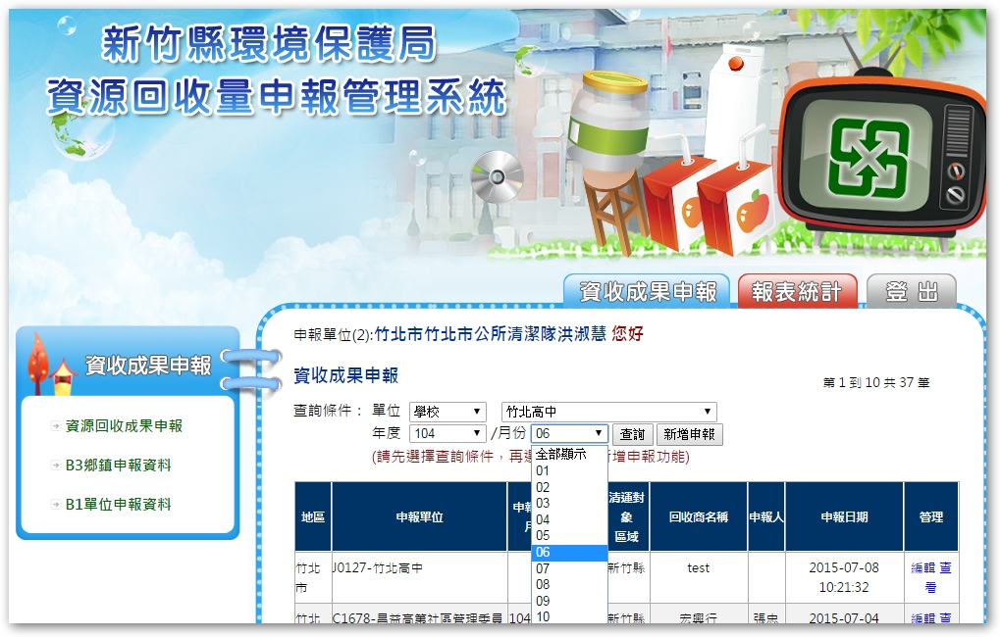 新竹縣環境保護局
資源回收量申報管理系統
資收成果申報 報表統計 登 出
資收成果申報
資源回收成果申報
B3鄉鎮申報資料
B1單位申報資料
申報單位(2):竹北市竹北市公所清潔隊洪淑慧 您好
資收成果申報
第 1 到 10 共 37 筆
查詢條件： 單位 學校 竹北高中
年度 104 /月份 06 查詢 新增申報
(請先選擇查詢條件，再 增申報功能)
全部顯示
01
02
03
04
05
06
07
08
09
10
地區 申報單位 清運對象區域 回收商名稱 申報人 申報日期 管理
竹北市 J0127-竹北高中 新竹縣 test 2015-07-08 10:21:32 編輯 查看
竹北 C1678-昌益高第社區管理委員 104 新竹縣 宏興行 張忠 2015-07-04 編輯 查